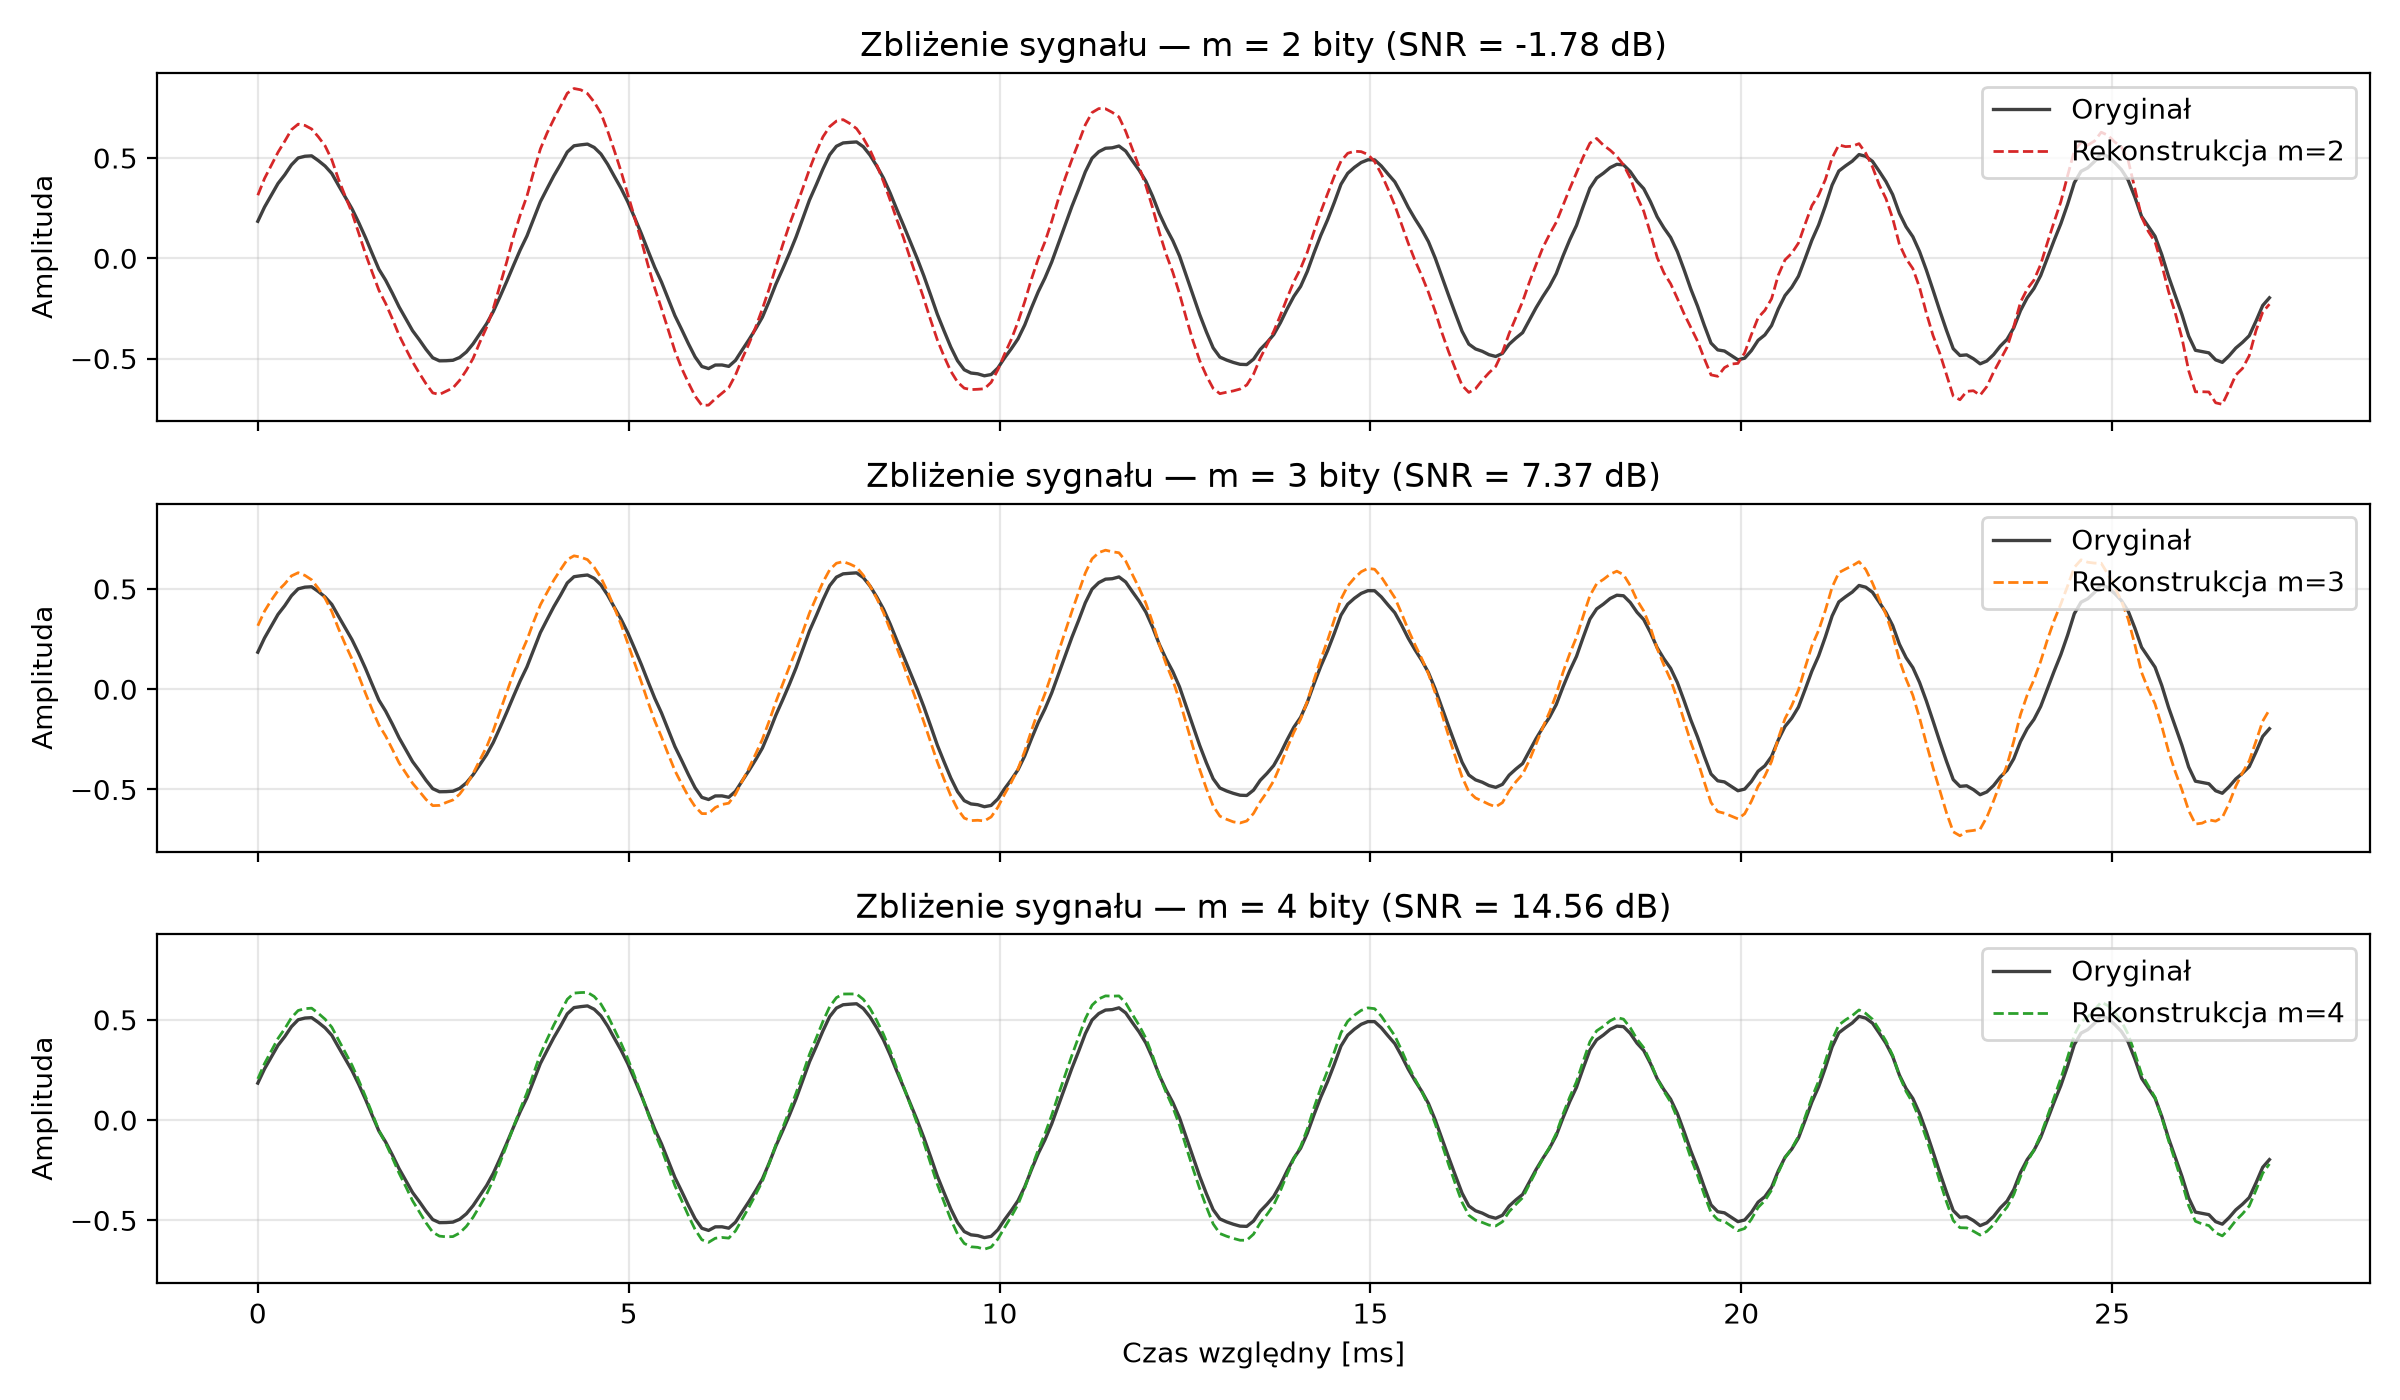 Zbliżenie sygnału — m = 2 bity (SNR = -1.78 dB)
Amplituda
0.5
0.0
−0.5
Oryginał
Rekonstrukcja m=2
Zbliżenie sygnału — m = 3 bity (SNR = 7.37 dB)
Amplituda
0.5
0.0
−0.5
Oryginał
Rekonstrukcja m=3
Zbliżenie sygnału — m = 4 bity (SNR = 14.56 dB)
Amplituda
0.5
0.0
−0.5
Oryginał
Rekonstrukcja m=4
0 5 10 15 20 25
Czas względny [ms]